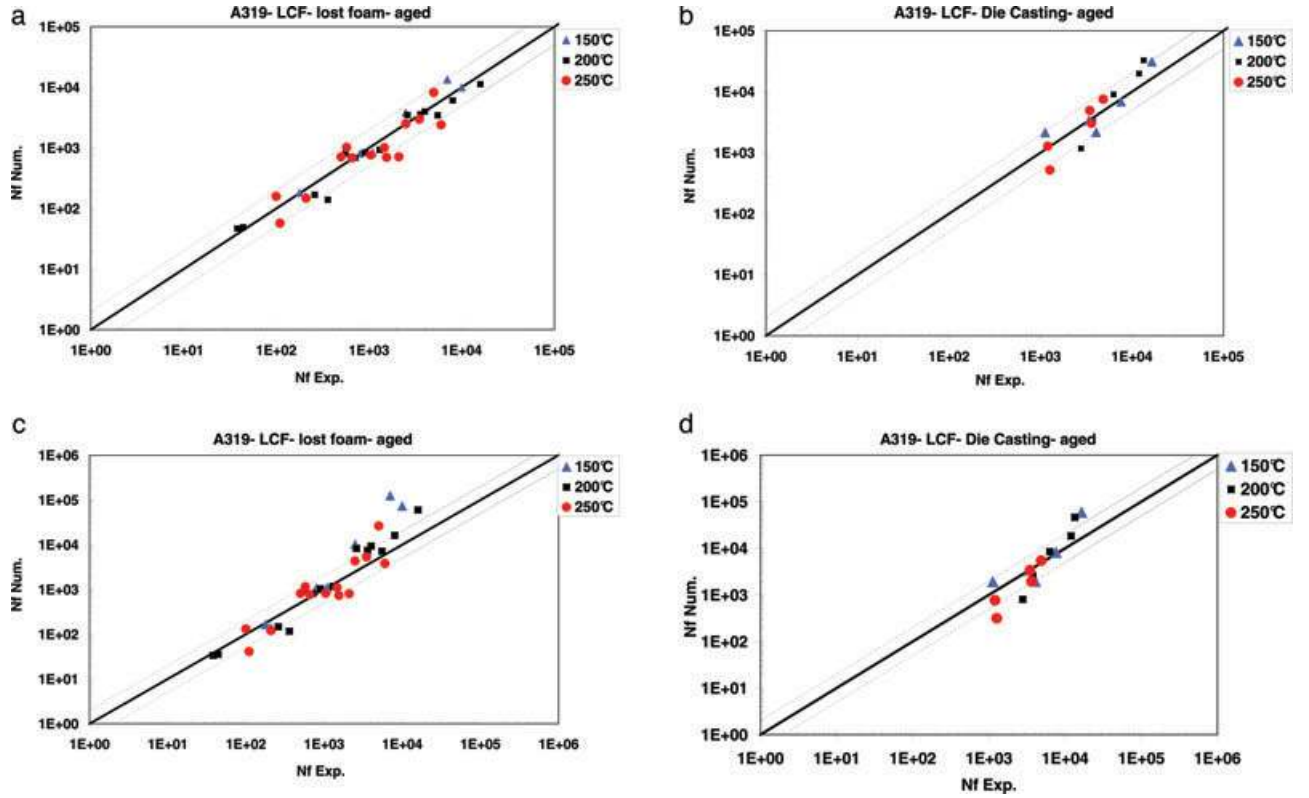 a
A319- LCF- lost foam- aged
1E+05
1E+04
1E+03
1E+02
1E+01
1E+00
Nf Num.
1E+00 1E+01 1E+02 1E+03 1E+04 1E+05
Nf Exp.
150℃
200℃
250℃
b
A319- LCF- Die Casting- aged
1E+05
1E+04
1E+03
1E+02
1E+01
1E+00
Nf Num.
1E+00 1E+01 1E+02 1E+03 1E+04 1E+05
Nf Exp.
150℃
200℃
250℃
c
A319- LCF- lost foam- aged
1E+06
1E+05
1E+04
1E+03
1E+02
1E+01
1E+00
Nf Num.
1E+00 1E+01 1E+02 1E+03 1E+04 1E+05 1E+06
Nf Exp.
150℃
200℃
250℃
d
A319- LCF- Die Casting- aged
1E+06
1E+05
1E+04
1E+03
1E+02
1E+01
1E+00
Nf Num.
1E+00 1E+01 1E+02 1E+03 1E+04 1E+05 1E+06
Nf Exp.
150℃
200℃
250℃